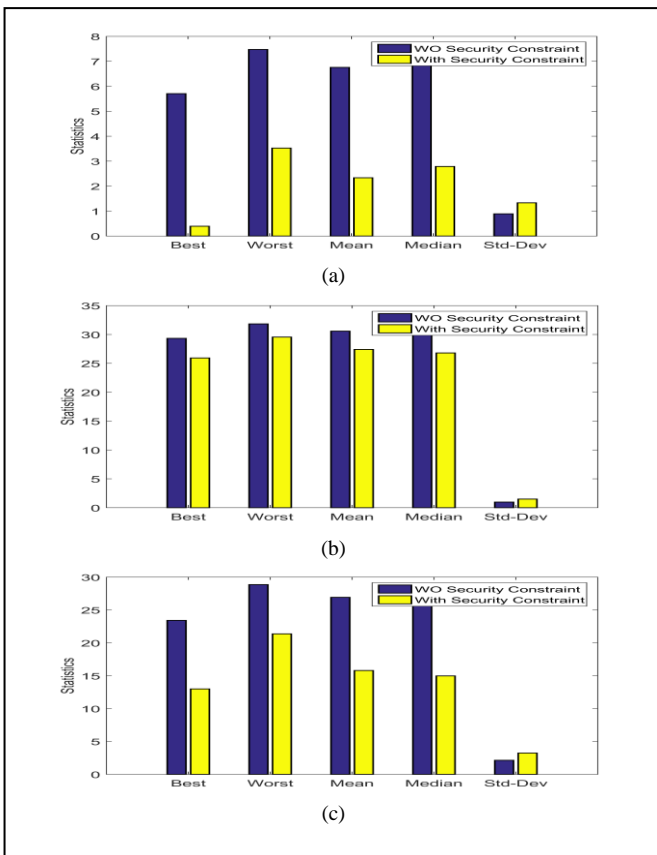 8
7
6
5
4
3
2
1
0
Statistics
WO Security Constraint
With Security Constraint
Best Worst Mean Median Std-Dev
(a)
35
30
25
20
15
10
5
0
Statistics
WO Security Constraint
With Security Constraint
Best Worst Mean Median Std-Dev
(b)
30
25
20
15
10
5
0
Statistics
WO Security Constraint
With Security Constraint
Best Worst Mean Median Std-Dev
(c)